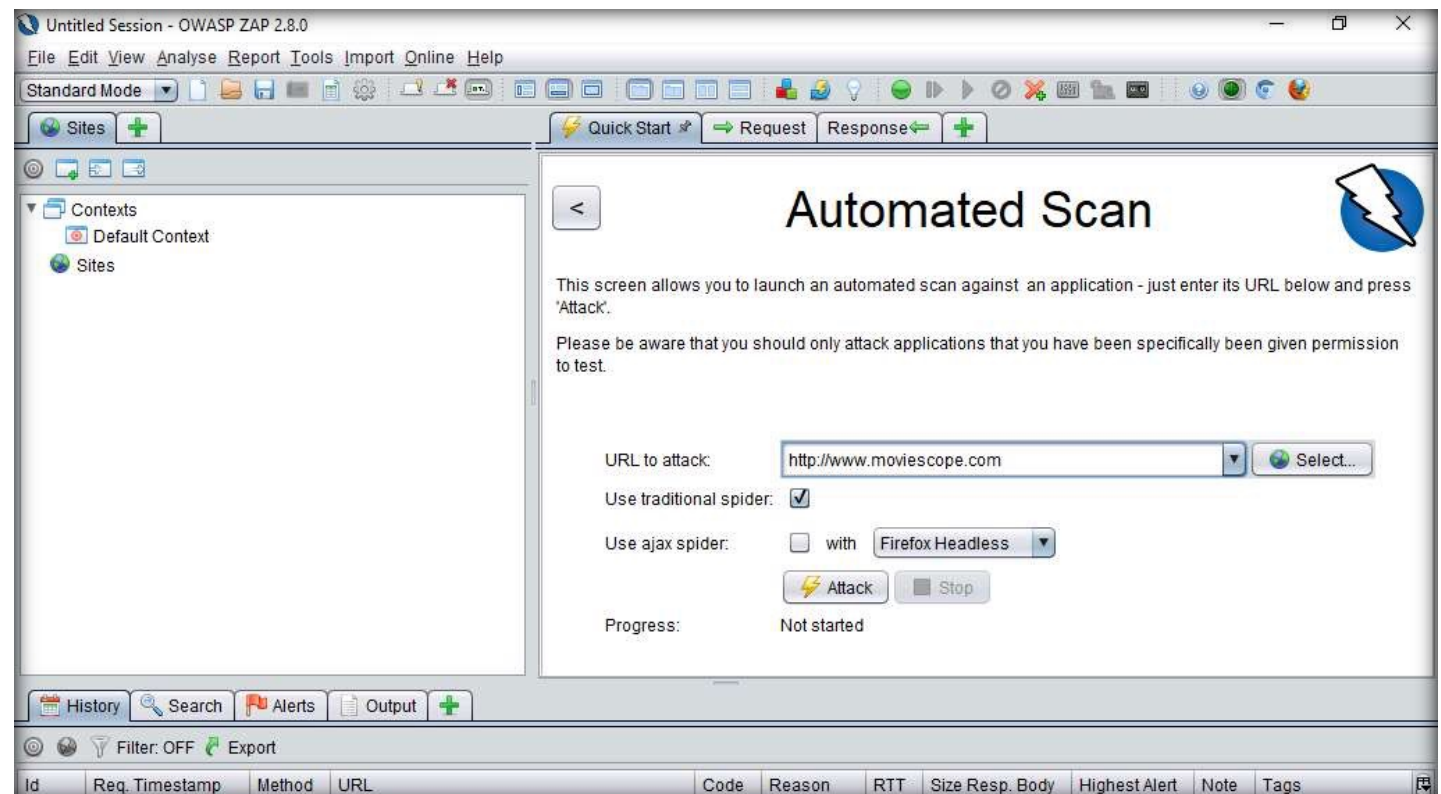 Untitled Session - OWASP ZAP 2.8.0
File Edit View Analyse Report Tools Import Online Help
Standard Mode
Sites
Quick Start Request Response
Contexts
Default Context
Sites
<
Automated Scan
This screen allows you to launch an automated scan against an application - just enter its URL below and press
'Attack'.
Please be aware that you should only attack applications that you have been specifically been given permission
to test.
URL to attack: http://www.moviescope.com Select...
Use traditional spider:
Use ajax spider: with Firefox Headless
Attack Stop
Progress: Not started
History Search Alerts Output
Filter: OFF Export
Id Req. Timestamp Method URL Code Reason RTT Size Resp. Body Highest Alert Note Tags